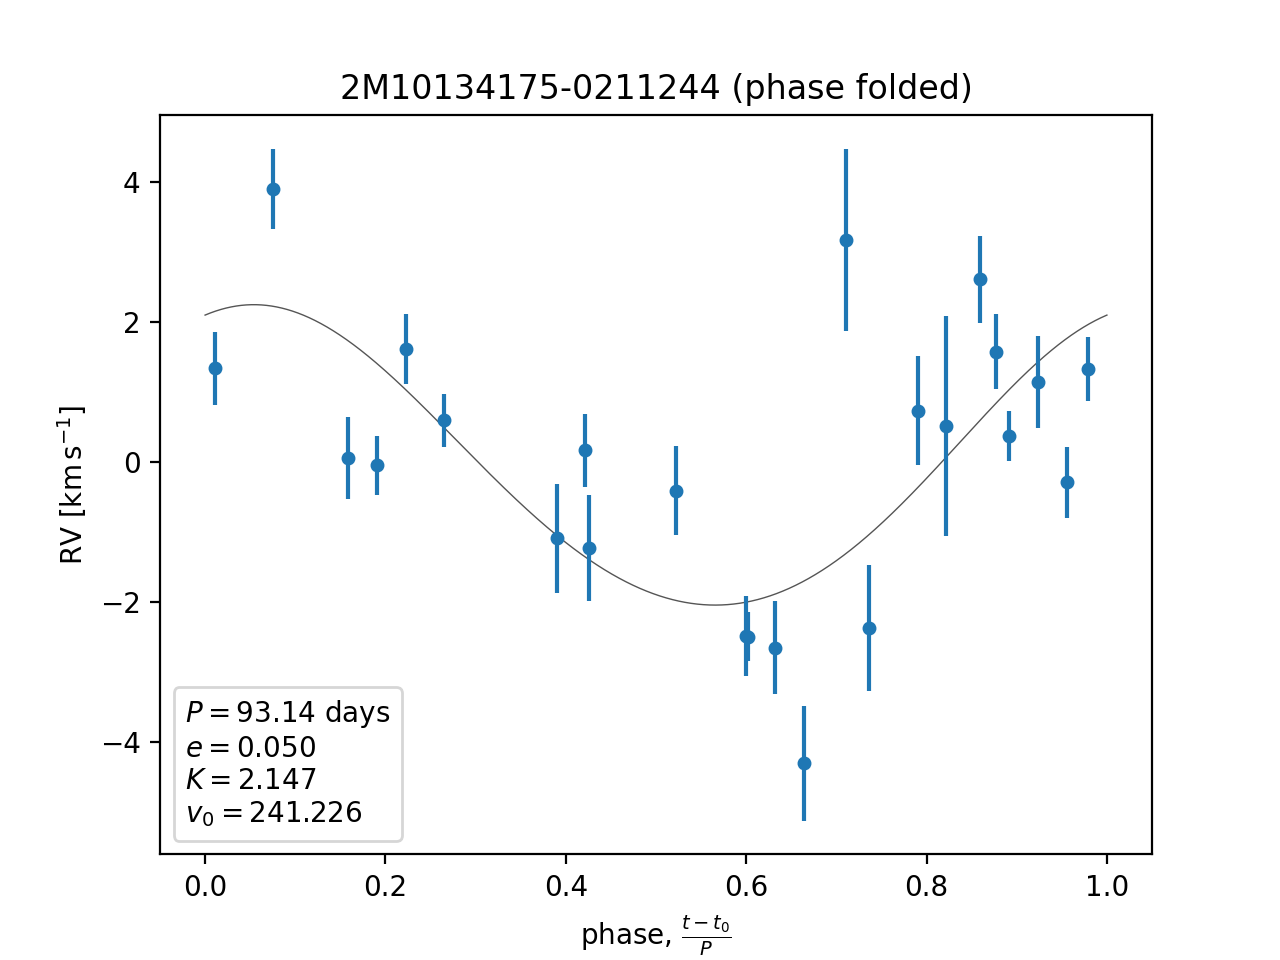 2M10134175-0211244 (phase folded)
RV [km s⁻¹]
4
2
0
−2
−4
P = 93.14 days
e = 0.050
K = 2.147
v₀ = 241.226
0.0 0.2 0.4 0.6 0.8 1.0
phase, (t − t₀)/P